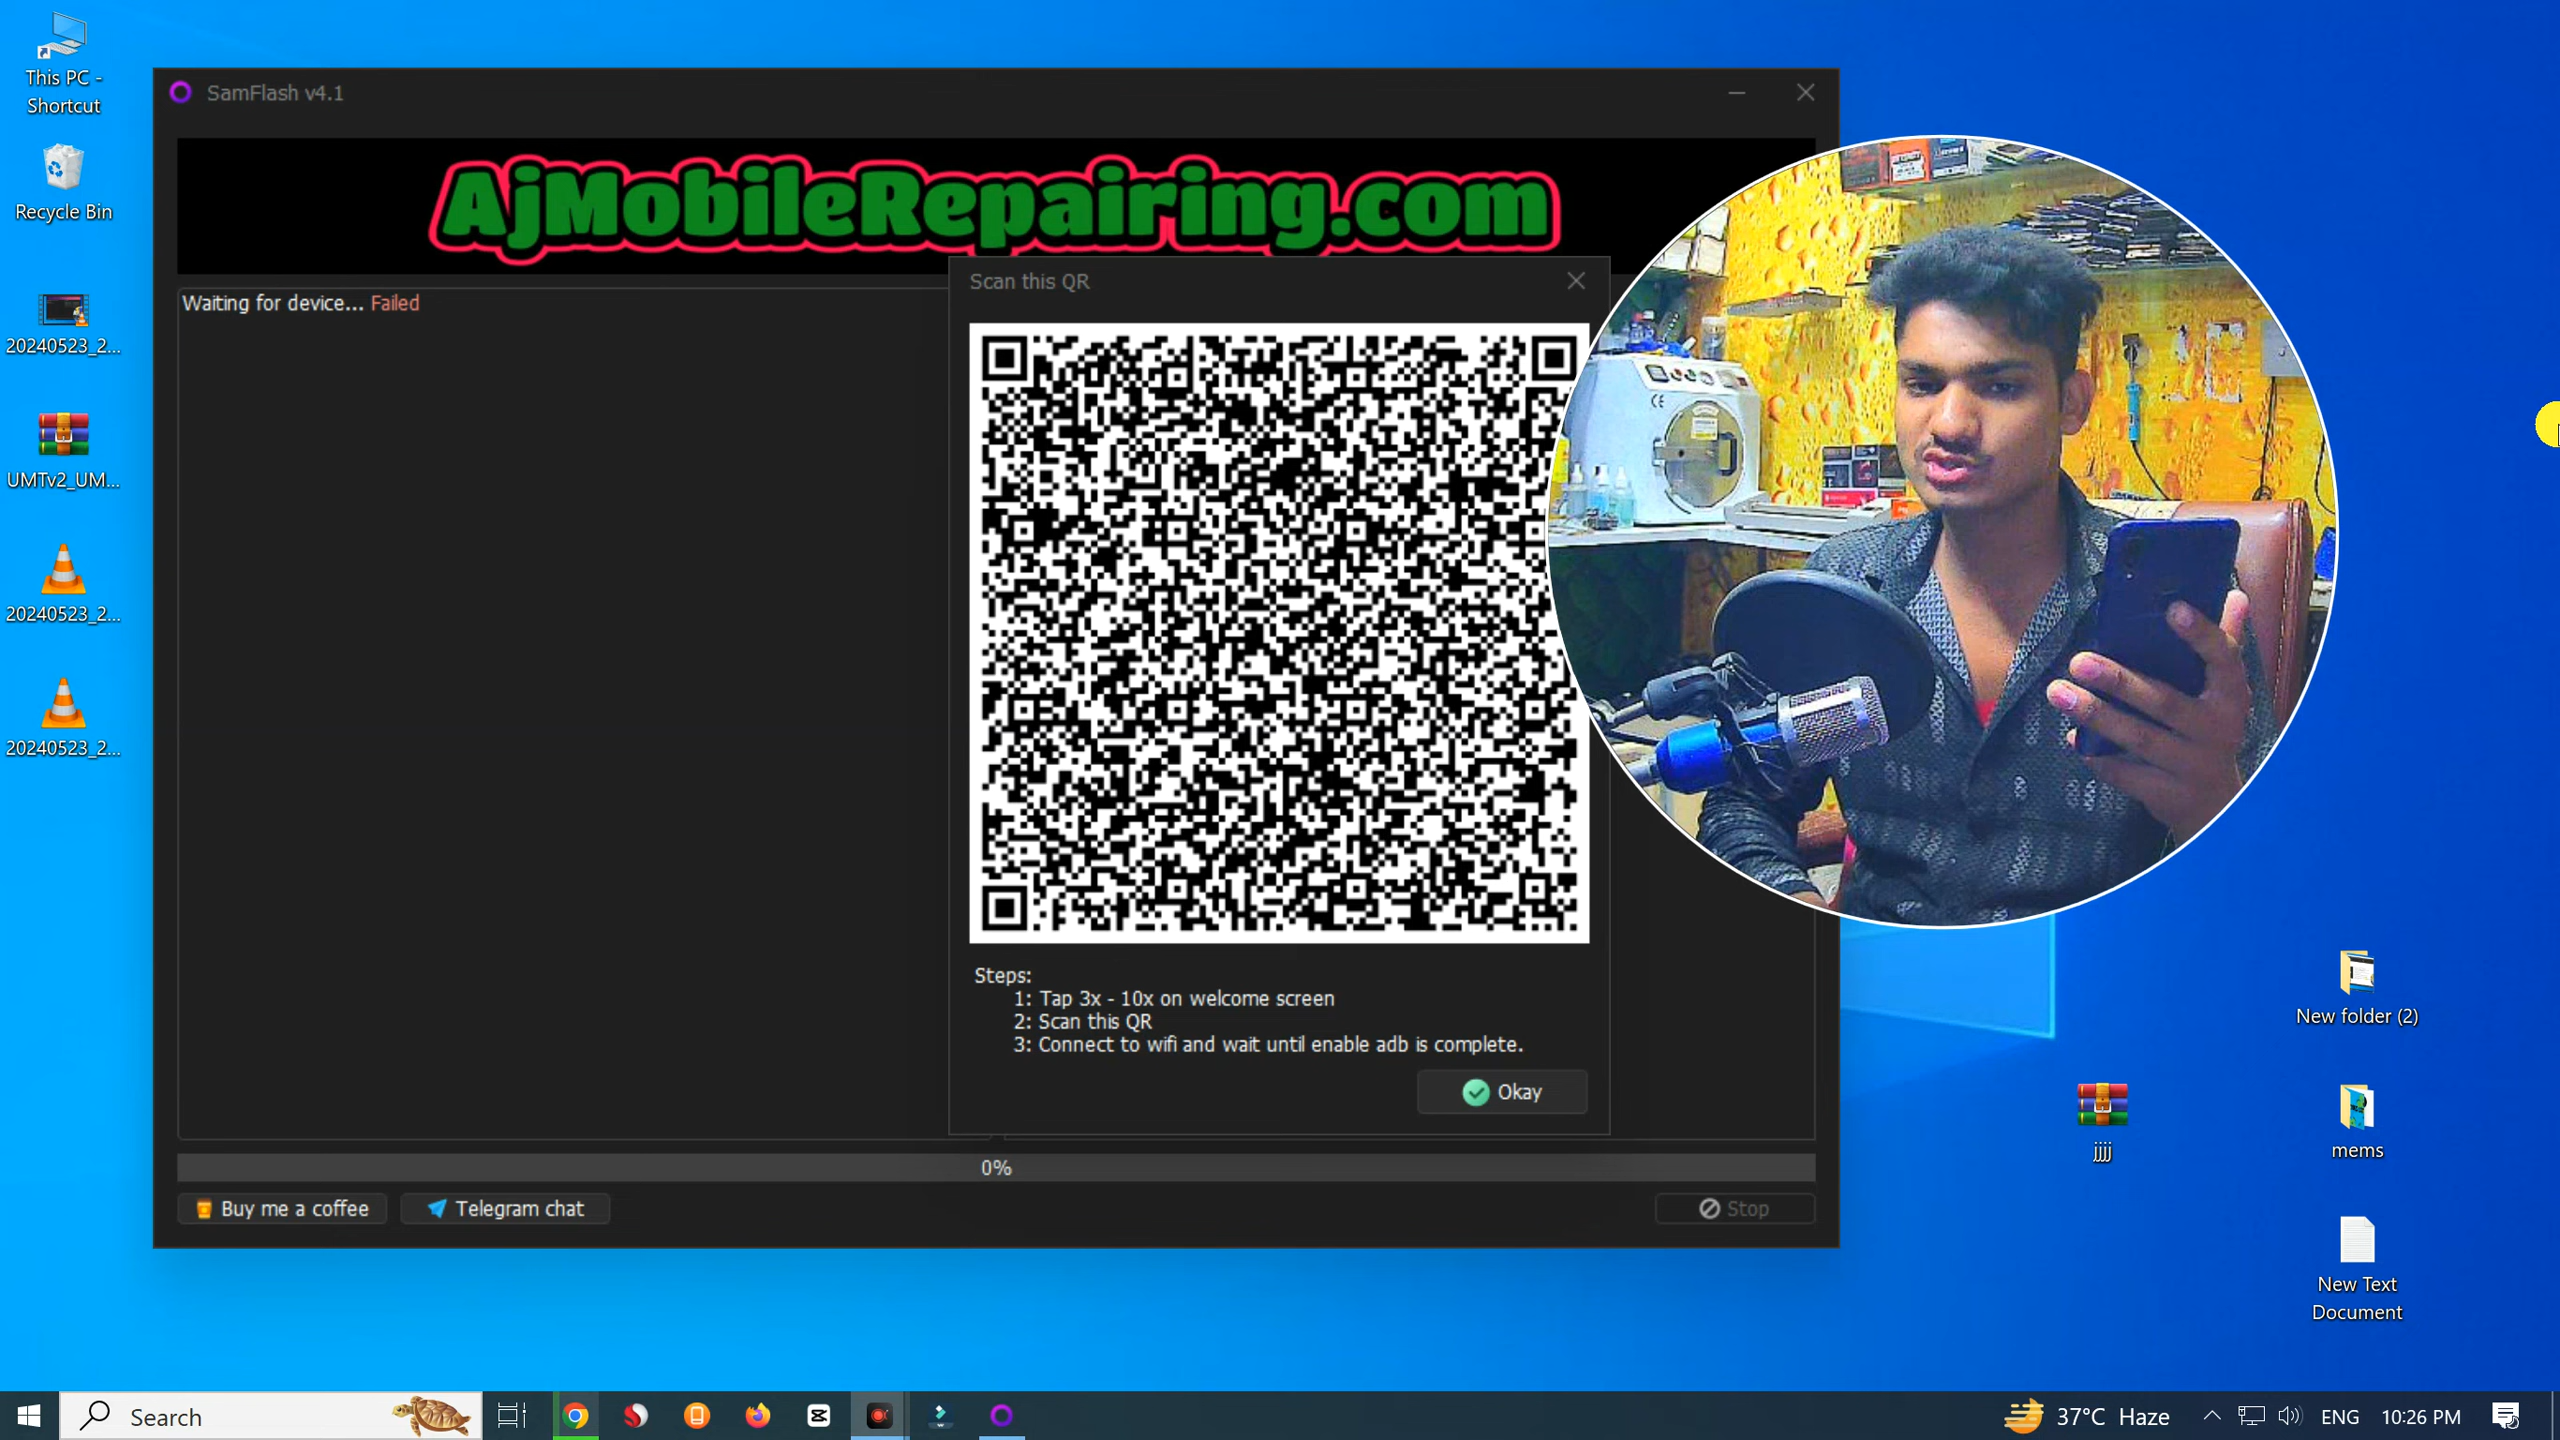 This PC -
Shortcut
Recycle Bin
20240523_2...
UMTv2_UM...
20240523_2...
20240523_2...
SamFlash v4.1
AjMobileRepairing.com
Waiting for device... Failed
Scan this QR
Steps:
1: Tap 3x - 10x on welcome screen
2: Scan this QR
3: Connect to wifi and wait until enable adb is complete.
Okay
0%
Buy me a coffee
Telegram chat
Stop
New folder (2)
jjjj
mems
New Text
Document
Search
37°C Haze
ENG
10:26 PM